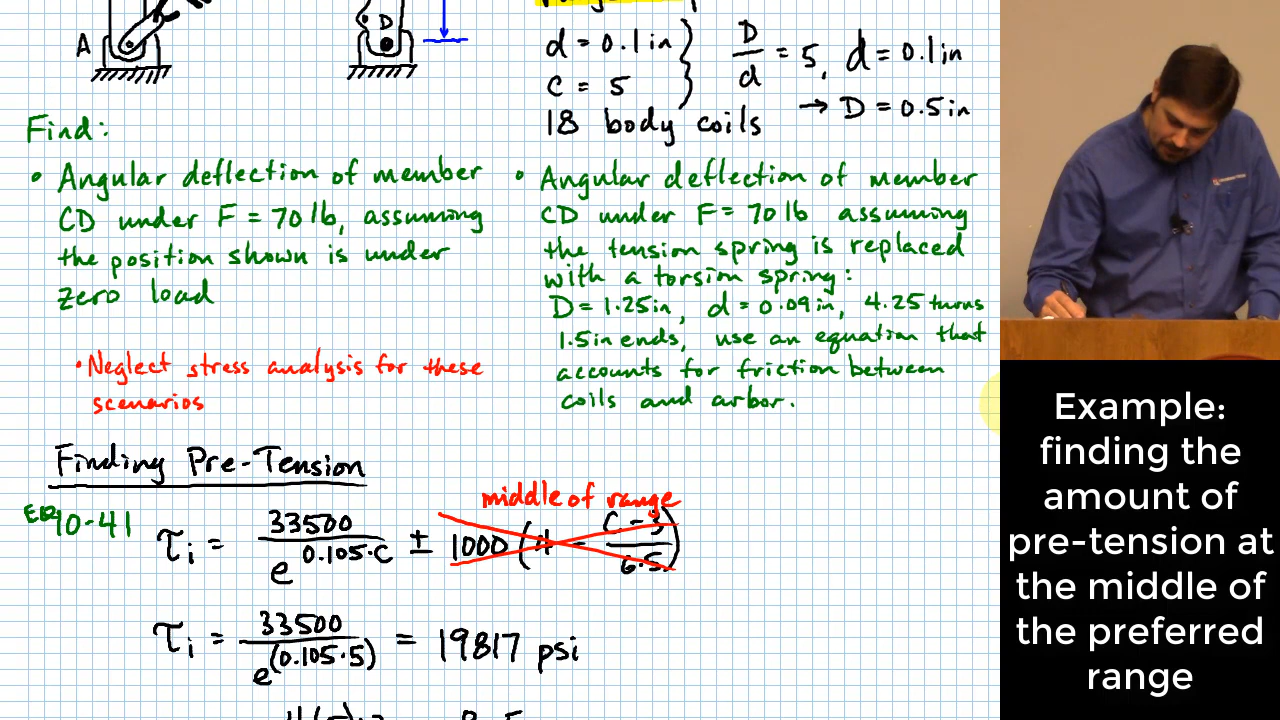 A
D
d = 0.1 in
C = 5
18 body coils
D/d = 5, d = 0.1 in
→ D = 0.5 in
Find:
• Angular deflection of member
CD under F = 70 lb, assuming
the position shown is under
zero load
• Neglect stress analysis for these
scenarios
• Angular deflection of member
CD under F = 70 lb assuming
the tension spring is replaced
with a torsion spring:
D = 1.25 in, d = 0.09 in, 4.25 turns
1.5 in ends, use an equation that
accounts for friction between
coils and arbor.
Finding Pre-Tension
middle of range
EQ 10-41
τi = 33500 / e^(0.105·C) ± 1000 (4 - (C - 3)/6.5)
τi = 33500 / e^(0.105·5) = 19817 psi
Example:
finding the
amount of
pre-tension at
the middle of
the preferred
range